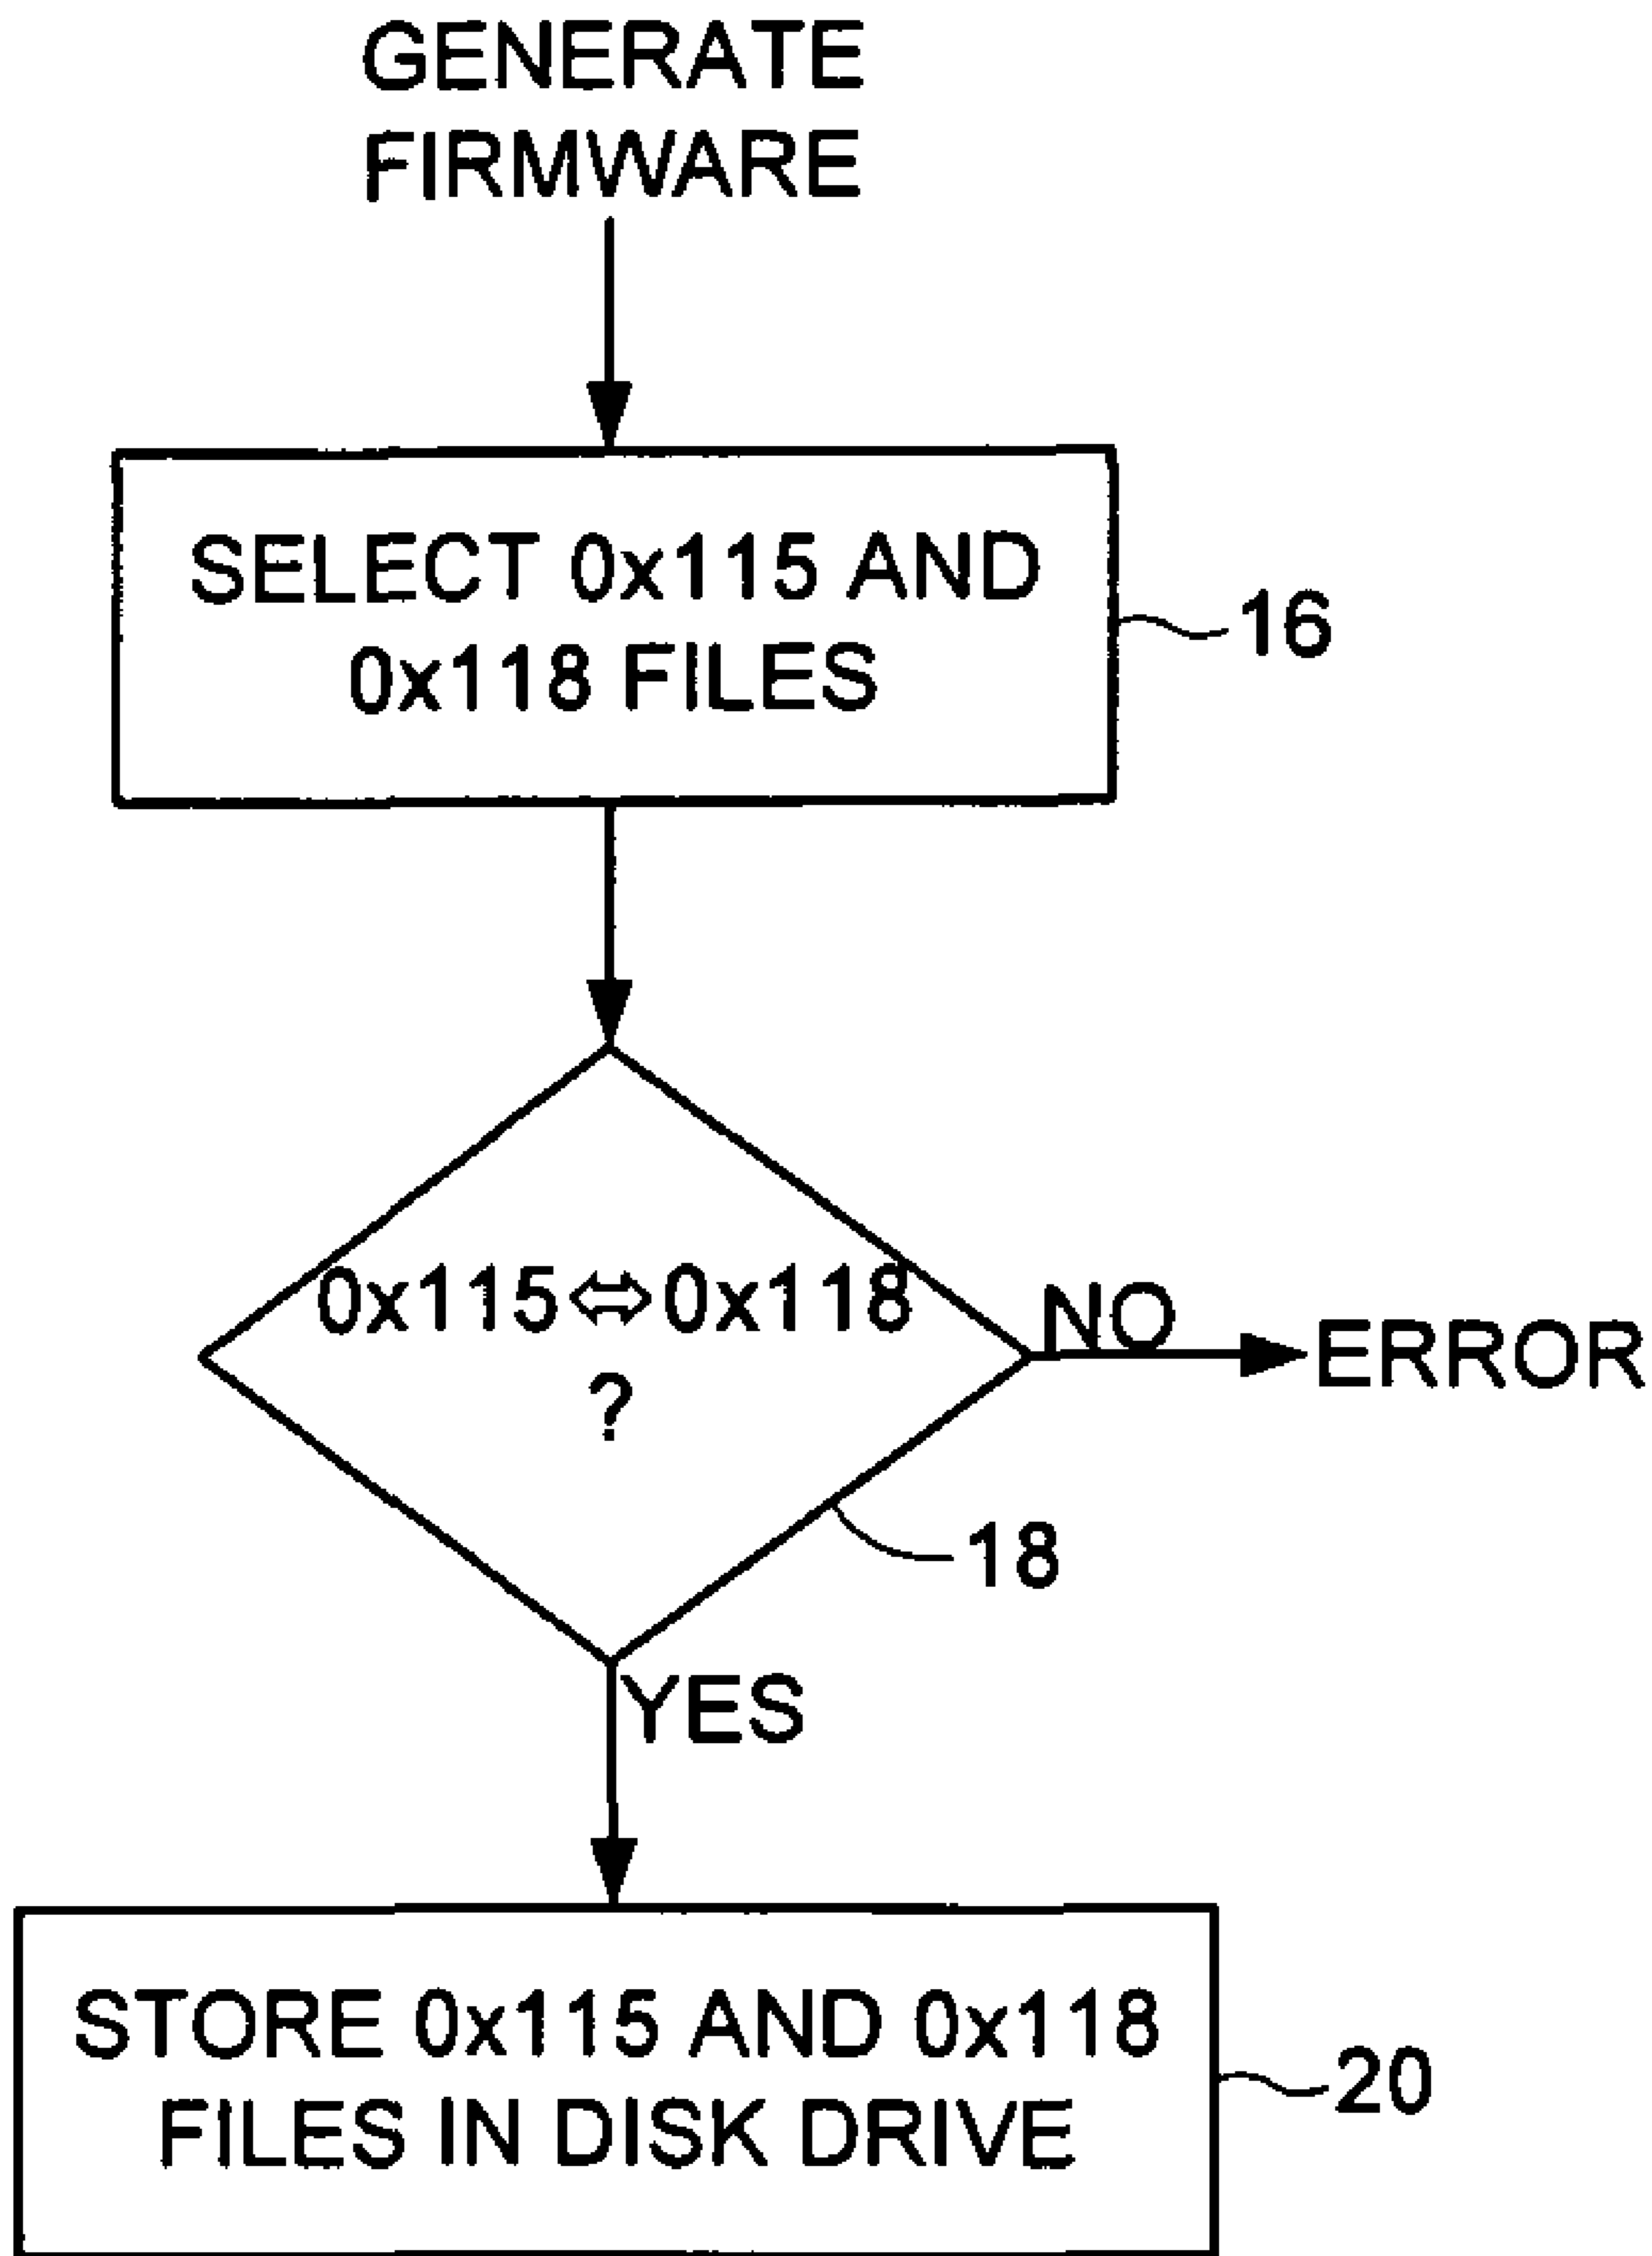 GENERATE
FIRMWARE
SELECT 0x115 AND
0x118 FILES
16
0x115⇔0x118
?
NO
ERROR
18
YES
STORE 0x115 AND 0x118
FILES IN DISK DRIVE
20